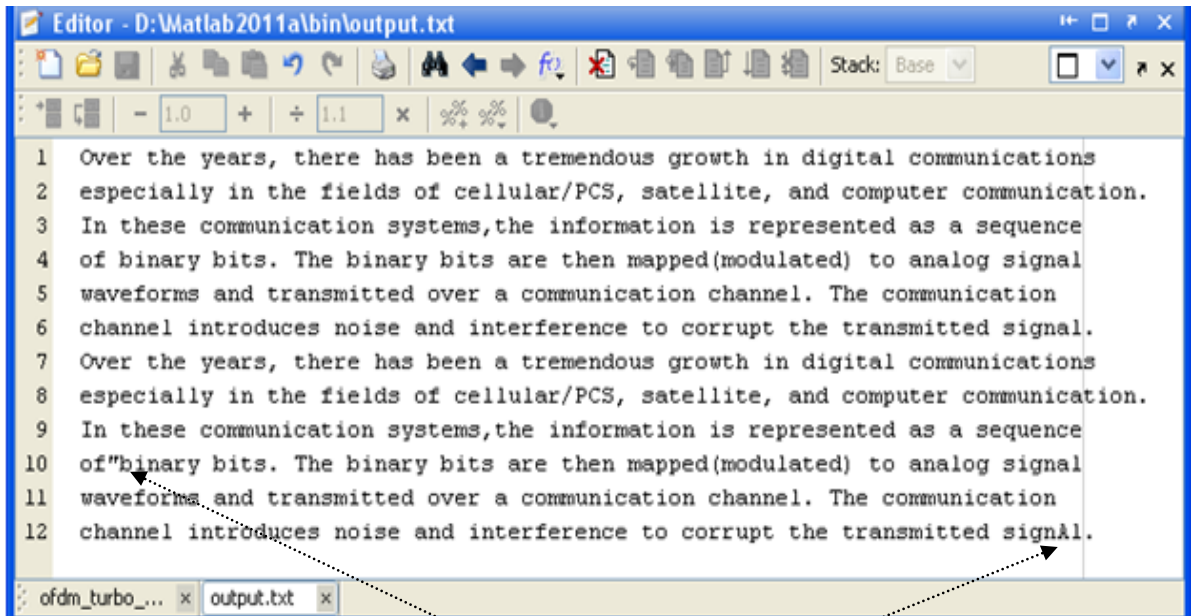 Editor - D:\Matlab2011a\bin\output.txt
Stack: Base
1.0 1.1
1 Over the years, there has been a tremendous growth in digital communications
2 especially in the fields of cellular/PCS, satellite, and computer communication.
3 In these communication systems,the information is represented as a sequence
4 of binary bits. The binary bits are then mapped(modulated) to analog signal
5 waveforms and transmitted over a communication channel. The communication
6 channel introduces noise and interference to corrupt the transmitted signal.
7 Over the years, there has been a tremendous growth in digital communications
8 especially in the fields of cellular/PCS, satellite, and computer communication.
9 In these communication systems,the information is represented as a sequence
10 of"binary bits. The binary bits are then mapped(modulated) to analog signal
11 waveforms and transmitted over a communication channel. The communication
12 channel introduces noise and interference to corrupt the transmitted signAl.
ofdm_turbo_... output.txt